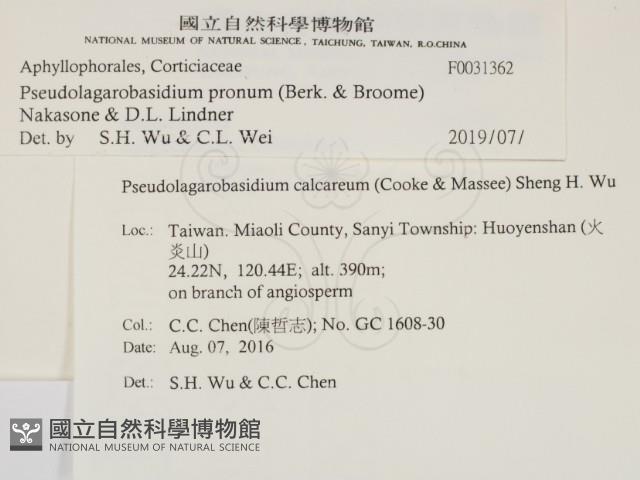 國立自然科學博物館
NATIONAL MUSEUM OF NATURAL SCIENCE, TAICHUNG, TAIWAN, R.O.CHINA
Aphyllophorales, Corticiaceae F0031362
Pseudolagarobasidium pronum (Berk. & Broome)
Nakasone & D.L. Lindner
Det. by S.H. Wu & C.L. Wei 2019/07/
Pseudolagarobasidium calcareum (Cooke & Massee) Sheng H. Wu
Loc.: Taiwan. Miaoli County, Sanyi Township: Huoyenshan (火
炎山)
24.22N, 120.44E; alt. 390m;
on branch of angiosperm
Col.: C.C. Chen(陳哲志); No. GC 1608-30
Date: Aug. 07, 2016
Det.: S.H. Wu & C.C. Chen
國立自然科學博物館
NATIONAL MUSEUM OF NATURAL SCIENCE